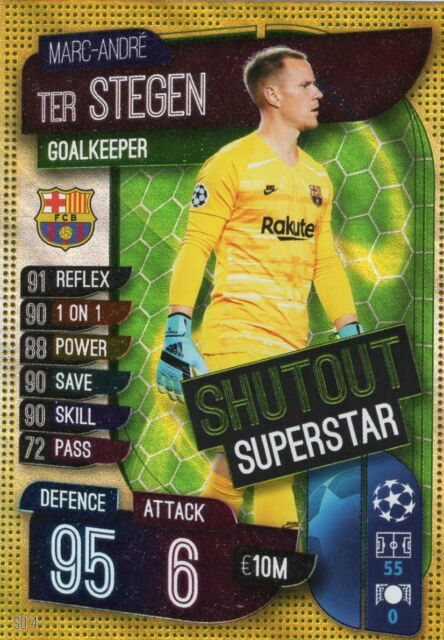 MARC-ANDRÉ
TER STEGEN
GOALKEEPER
FCB
Rakuten
91 REFLEX
90 1 ON 1
88 POWER
90 SAVE
90 SKILL
72 PASS
SHUTOUT
SUPERSTAR
DEFENCE
95
ATTACK
6
€10M
55
0
SO 4